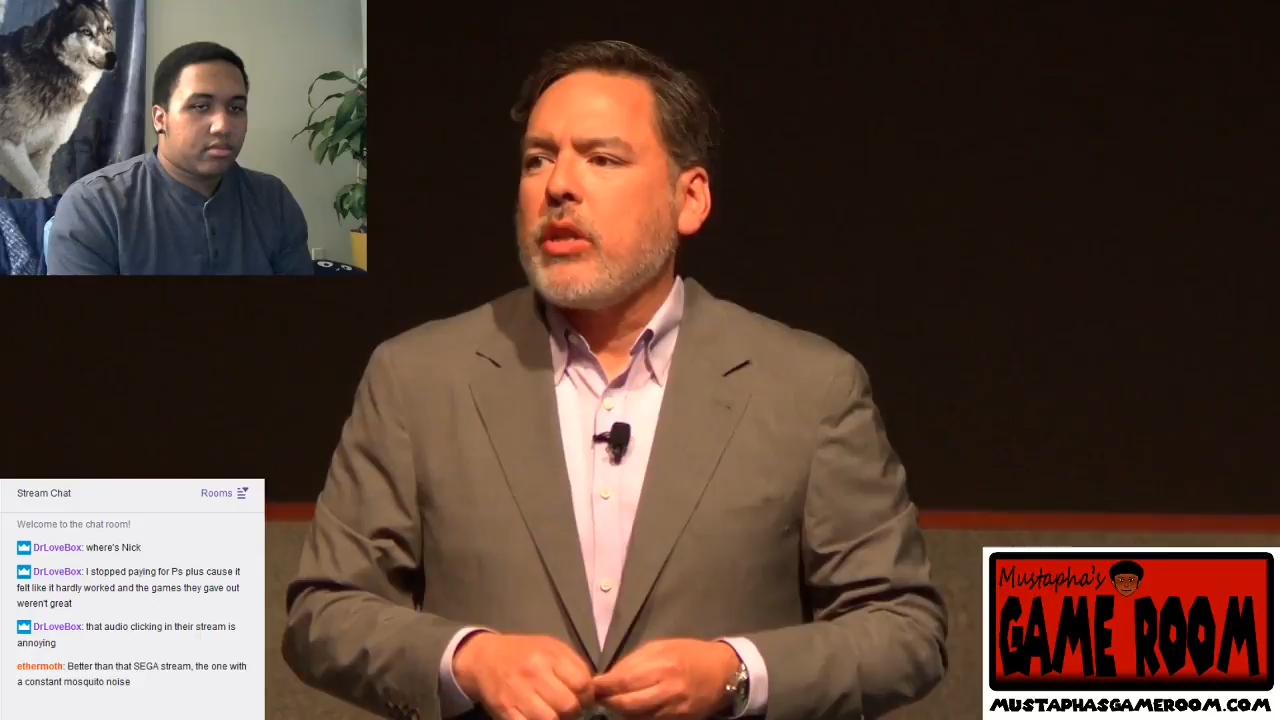 Stream Chat
Rooms
Welcome to the chat room!
DrLoveBox: where's Nick
DrLoveBox: I stopped paying for Ps plus cause it
felt like it hardly worked and the games they gave out
weren't great
DrLoveBox: that audio clicking in their stream is
annoying
ethermoth: Better than that SEGA stream, the one with
a constant mosquito noise
Mustapha's
GAME ROOM
MUSTAPHASGAMEROOM.COM